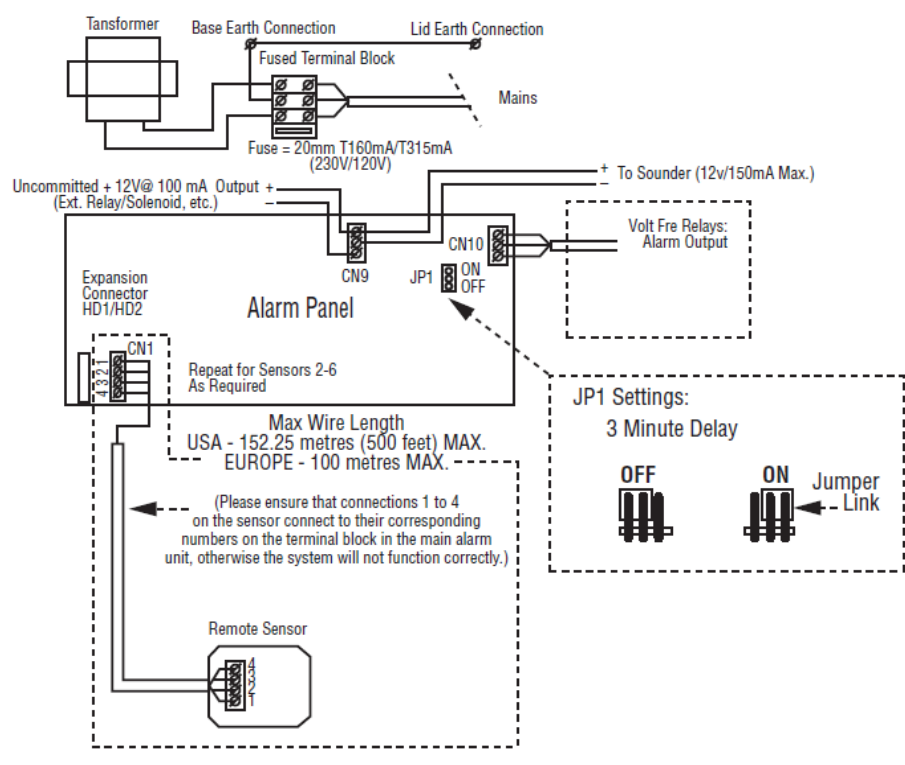 Tansformer
Base Earth Connection
Lid Earth Connection
Fused Terminal Block
Mains
Fuse = 20mm T160mA/T315mA
(230V/120V)
Uncommitted + 12V@ 100 mA Output +
(Ext. Relay/Solenoid, etc.) –
+ To Sounder (12v/150mA Max.)
–
Volt Fre Relays:
Alarm Output
CN10
CN9
JP1
ON
OFF
Expansion
Connector
HD1/HD2
Alarm Panel
CN1
4 3 2 1
Repeat for Sensors 2-6
As Required
Max Wire Length
USA - 152.25 metres (500 feet) MAX.
EUROPE - 100 metres MAX.
JP1 Settings:
3 Minute Delay
OFF
ON
Jumper
Link
(Please ensure that connections 1 to 4
on the sensor connect to their corresponding
numbers on the terminal block in the main alarm
unit, otherwise the system will not function correctly.)
Remote Sensor
4
3
2
1